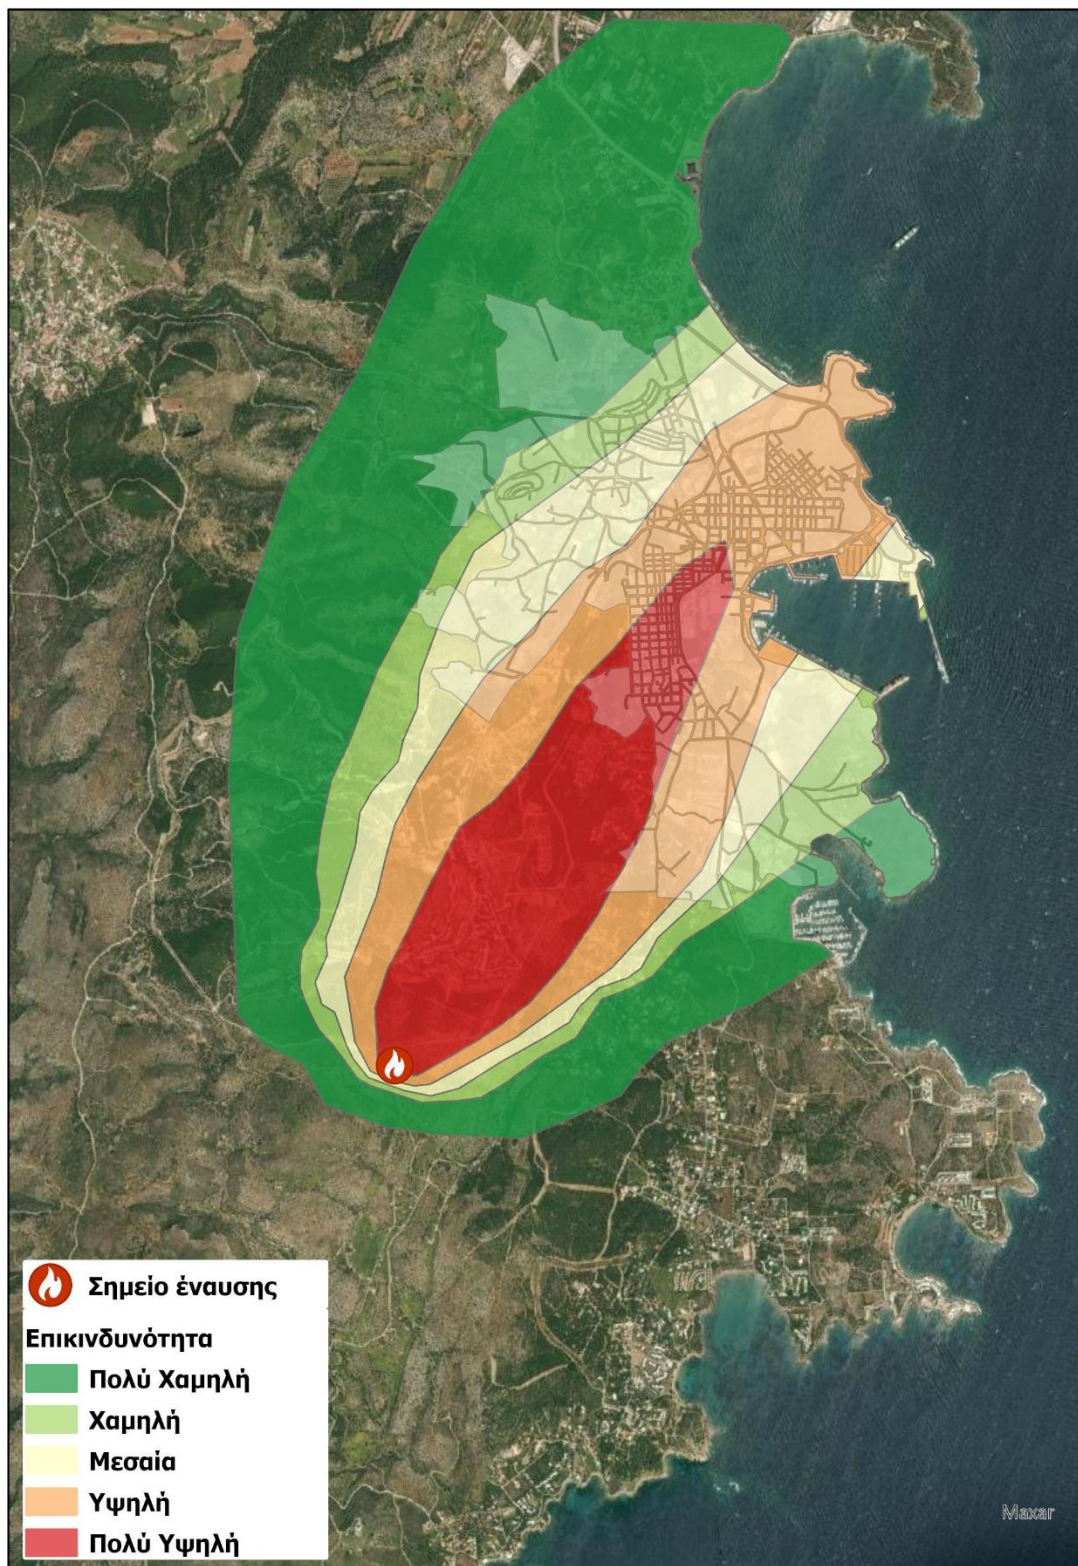 Maxar
Σημείο έναυσης
Επικινδυνότητα
Πολύ Χαμηλή
Χαμηλή
Μεσαία
Υψηλή
Πολύ Υψηλή